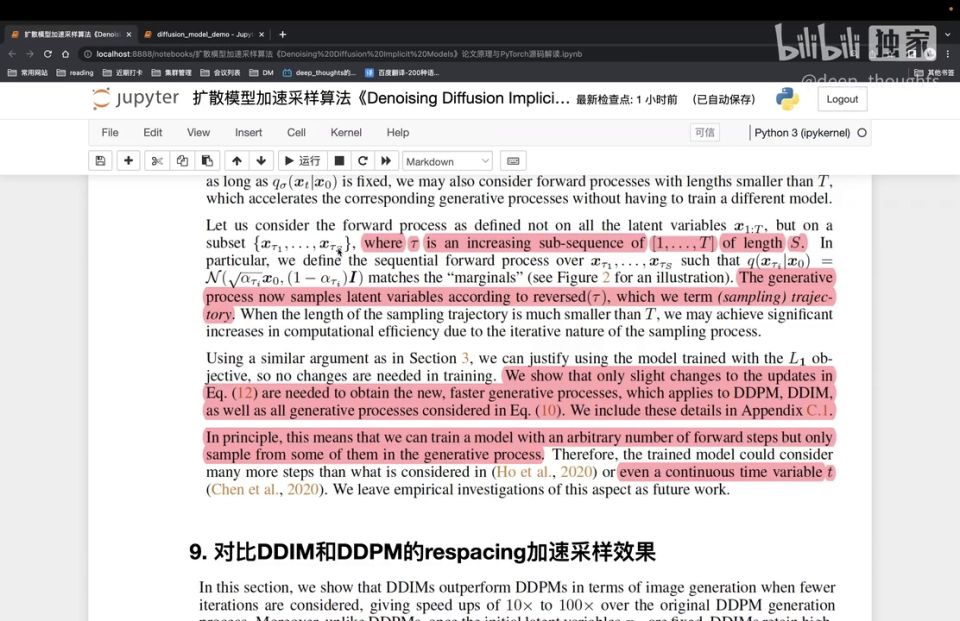 扩散模型加速采样算法《Denoisi
diffusion_model_demo - Jupyt
localhost:8888/notebooks/扩散模型加速采样算法《Denoising%20Diffusion%20Implicit%20Models》论文原理与PyTorch源码解读.ipynb
bilibili 独家
@deep_thoughts
常用网站 reading 近期打卡 集群管理 会议列表 DM deep_thoughts的... 百度翻译-200种语... 其他书签
jupyter 扩散模型加速采样算法《Denoising Diffusion Implici... 最新检查点: 1 小时前 (已自动保存) Logout
File Edit View Insert Cell Kernel Help 可信 Python 3 (ipykernel)
运行 Markdown
as long as qσ(xt|x0) is fixed, we may also consider forward processes with lengths smaller than T,
which accelerates the corresponding generative processes without having to train a different model.
Let us consider the forward process as defined not on all the latent variables x1:T, but on a
subset {xτ1, . . . , xτS}, where τ is an increasing sub-sequence of [1, . . . , T] of length S. In
particular, we define the sequential forward process over xτ1, . . . , xτS such that q(xτi|x0) =
N(√ατi x0, (1 − ατi)I) matches the “marginals” (see Figure 2 for an illustration). The generative
process now samples latent variables according to reversed(τ), which we term (sampling) trajec-
tory. When the length of the sampling trajectory is much smaller than T, we may achieve significant
increases in computational efficiency due to the iterative nature of the sampling process.
Using a similar argument as in Section 3, we can justify using the model trained with the L1 ob-
jective, so no changes are needed in training. We show that only slight changes to the updates in
Eq. (12) are needed to obtain the new, faster generative processes, which applies to DDPM, DDIM,
as well as all generative processes considered in Eq. (10). We include these details in Appendix C.1.
In principle, this means that we can train a model with an arbitrary number of forward steps but only
sample from some of them in the generative process. Therefore, the trained model could consider
many more steps than what is considered in (Ho et al., 2020) or even a continuous time variable t
(Chen et al., 2020). We leave empirical investigations of this aspect as future work.
9. 对比DDIM和DDPM的respacing加速采样效果
In this section, we show that DDIMs outperform DDPMs in terms of image generation when fewer
iterations are considered, giving speed ups of 10× to 100× over the original DDPM generation